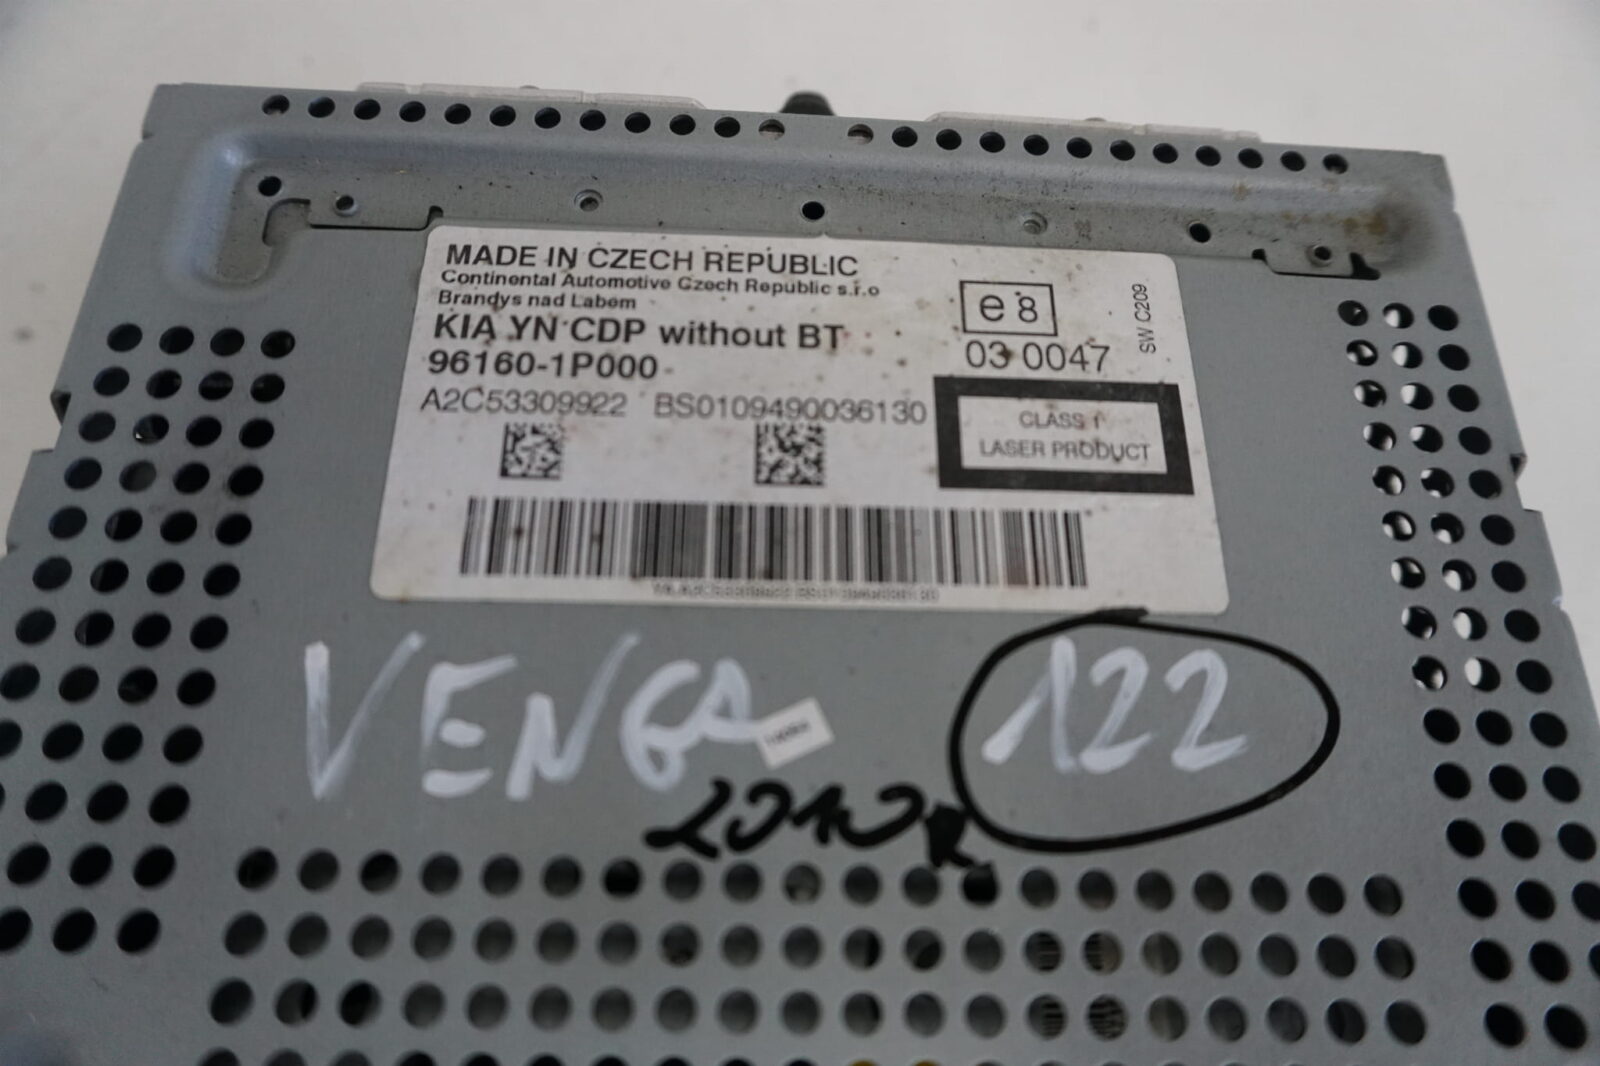 MADE IN CZECH REPUBLIC
Continental Automotive Czech Republic s.r.o
Brandys nad Labem
KIA YN CDP without BT
96160-1P000
A2C53309922 BS0109490036130
e8
03 0047
SW C209
CLASS 1
LASER PRODUCT
VENGA
122
2010R